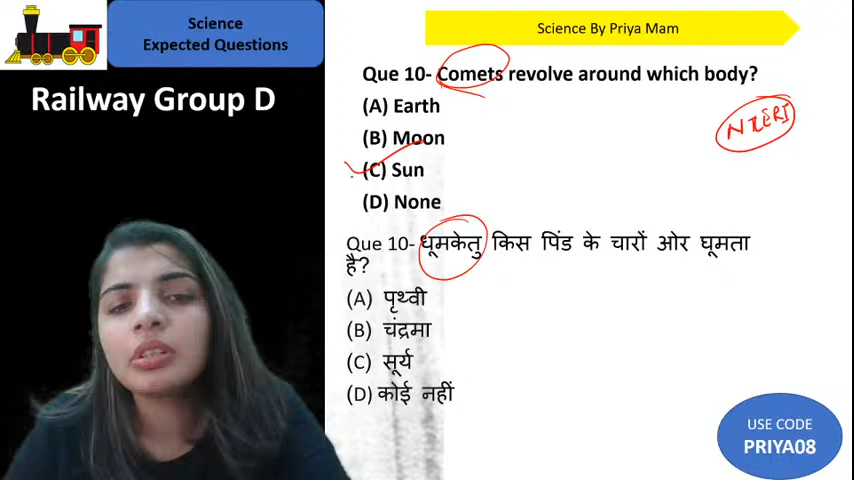 Science
Expected Questions
Railway Group D
Science By Priya Mam
Que 10- Comets revolve around which body?
(A) Earth
(B) Moon
(C) Sun
(D) None
Que 10- धूमकेतु किस पिंड के चारों ओर घूमता
है?
(A) पृथ्वी
(B) चंद्रमा
(C) सूर्य
(D) कोई नहीं
USE CODE
PRIYA08